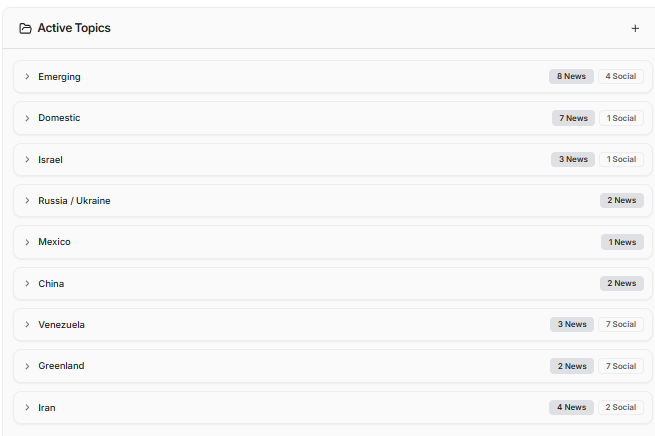 Active Topics
Emerging 8 News 4 Social
Domestic 7 News 1 Social
Israel 3 News 1 Social
Russia / Ukraine 2 News
Mexico 1 News
China 2 News
Venezuela 3 News 7 Social
Greenland 2 News 7 Social
Iran 4 News 2 Social